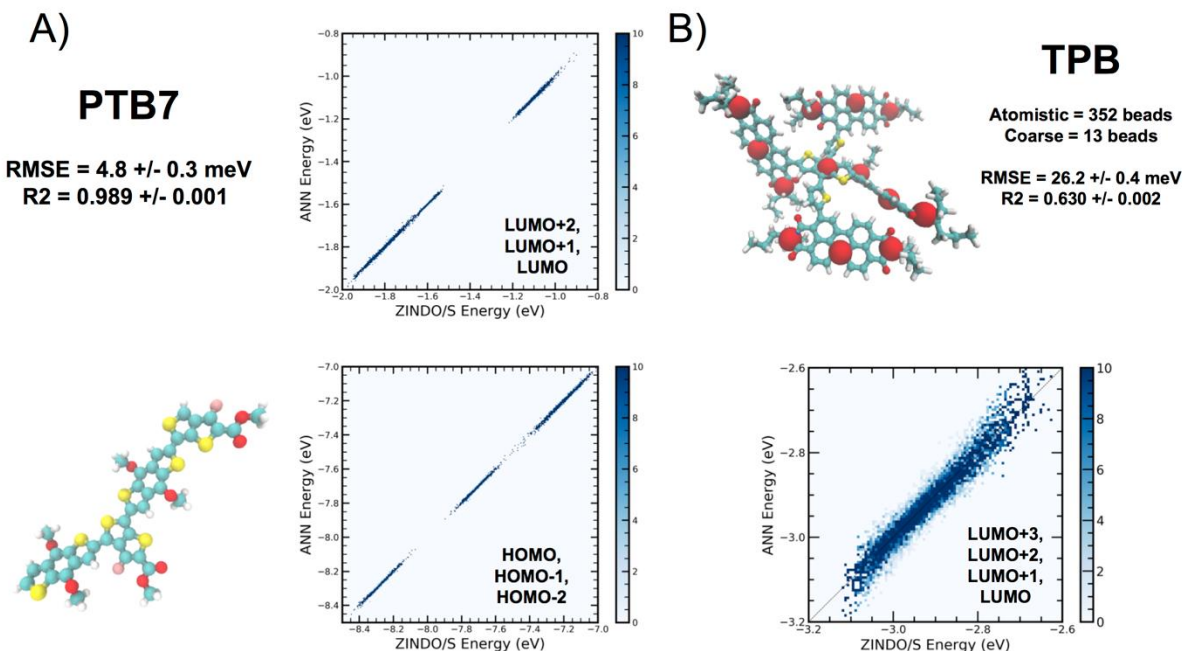 A)
PTB7
RMSE = 4.8 +/- 0.3 meV
R2 = 0.989 +/- 0.001
ANN Energy (eV)
−0.8
−1.0
−1.2
−1.4
−1.6
−1.8
−2.0
−2.0 −1.8 −1.6 −1.4 −1.2 −1.0 −0.8
ZINDO/S Energy (eV)
LUMO+2,
LUMO+1,
LUMO
10
8
6
4
2
0
ANN Energy (eV)
−7.0
−7.2
−7.4
−7.6
−7.8
−8.0
−8.2
−8.4
−8.4 −8.2 −8.0 −7.8 −7.6 −7.4 −7.2 −7.0
ZINDO/S Energy (eV)
HOMO,
HOMO-1,
HOMO-2
10
8
6
4
2
0
B)
TPB
Atomistic = 352 beads
Coarse = 13 beads
RMSE = 26.2 +/- 0.4 meV
R2 = 0.630 +/- 0.002
ANN Energy (eV)
−2.6
−2.8
−3.0
−3.2
−3.2 −3.0 −2.8 −2.6
ZINDO/S Energy (eV)
LUMO+3,
LUMO+2,
LUMO+1,
LUMO
10
8
6
4
2
0